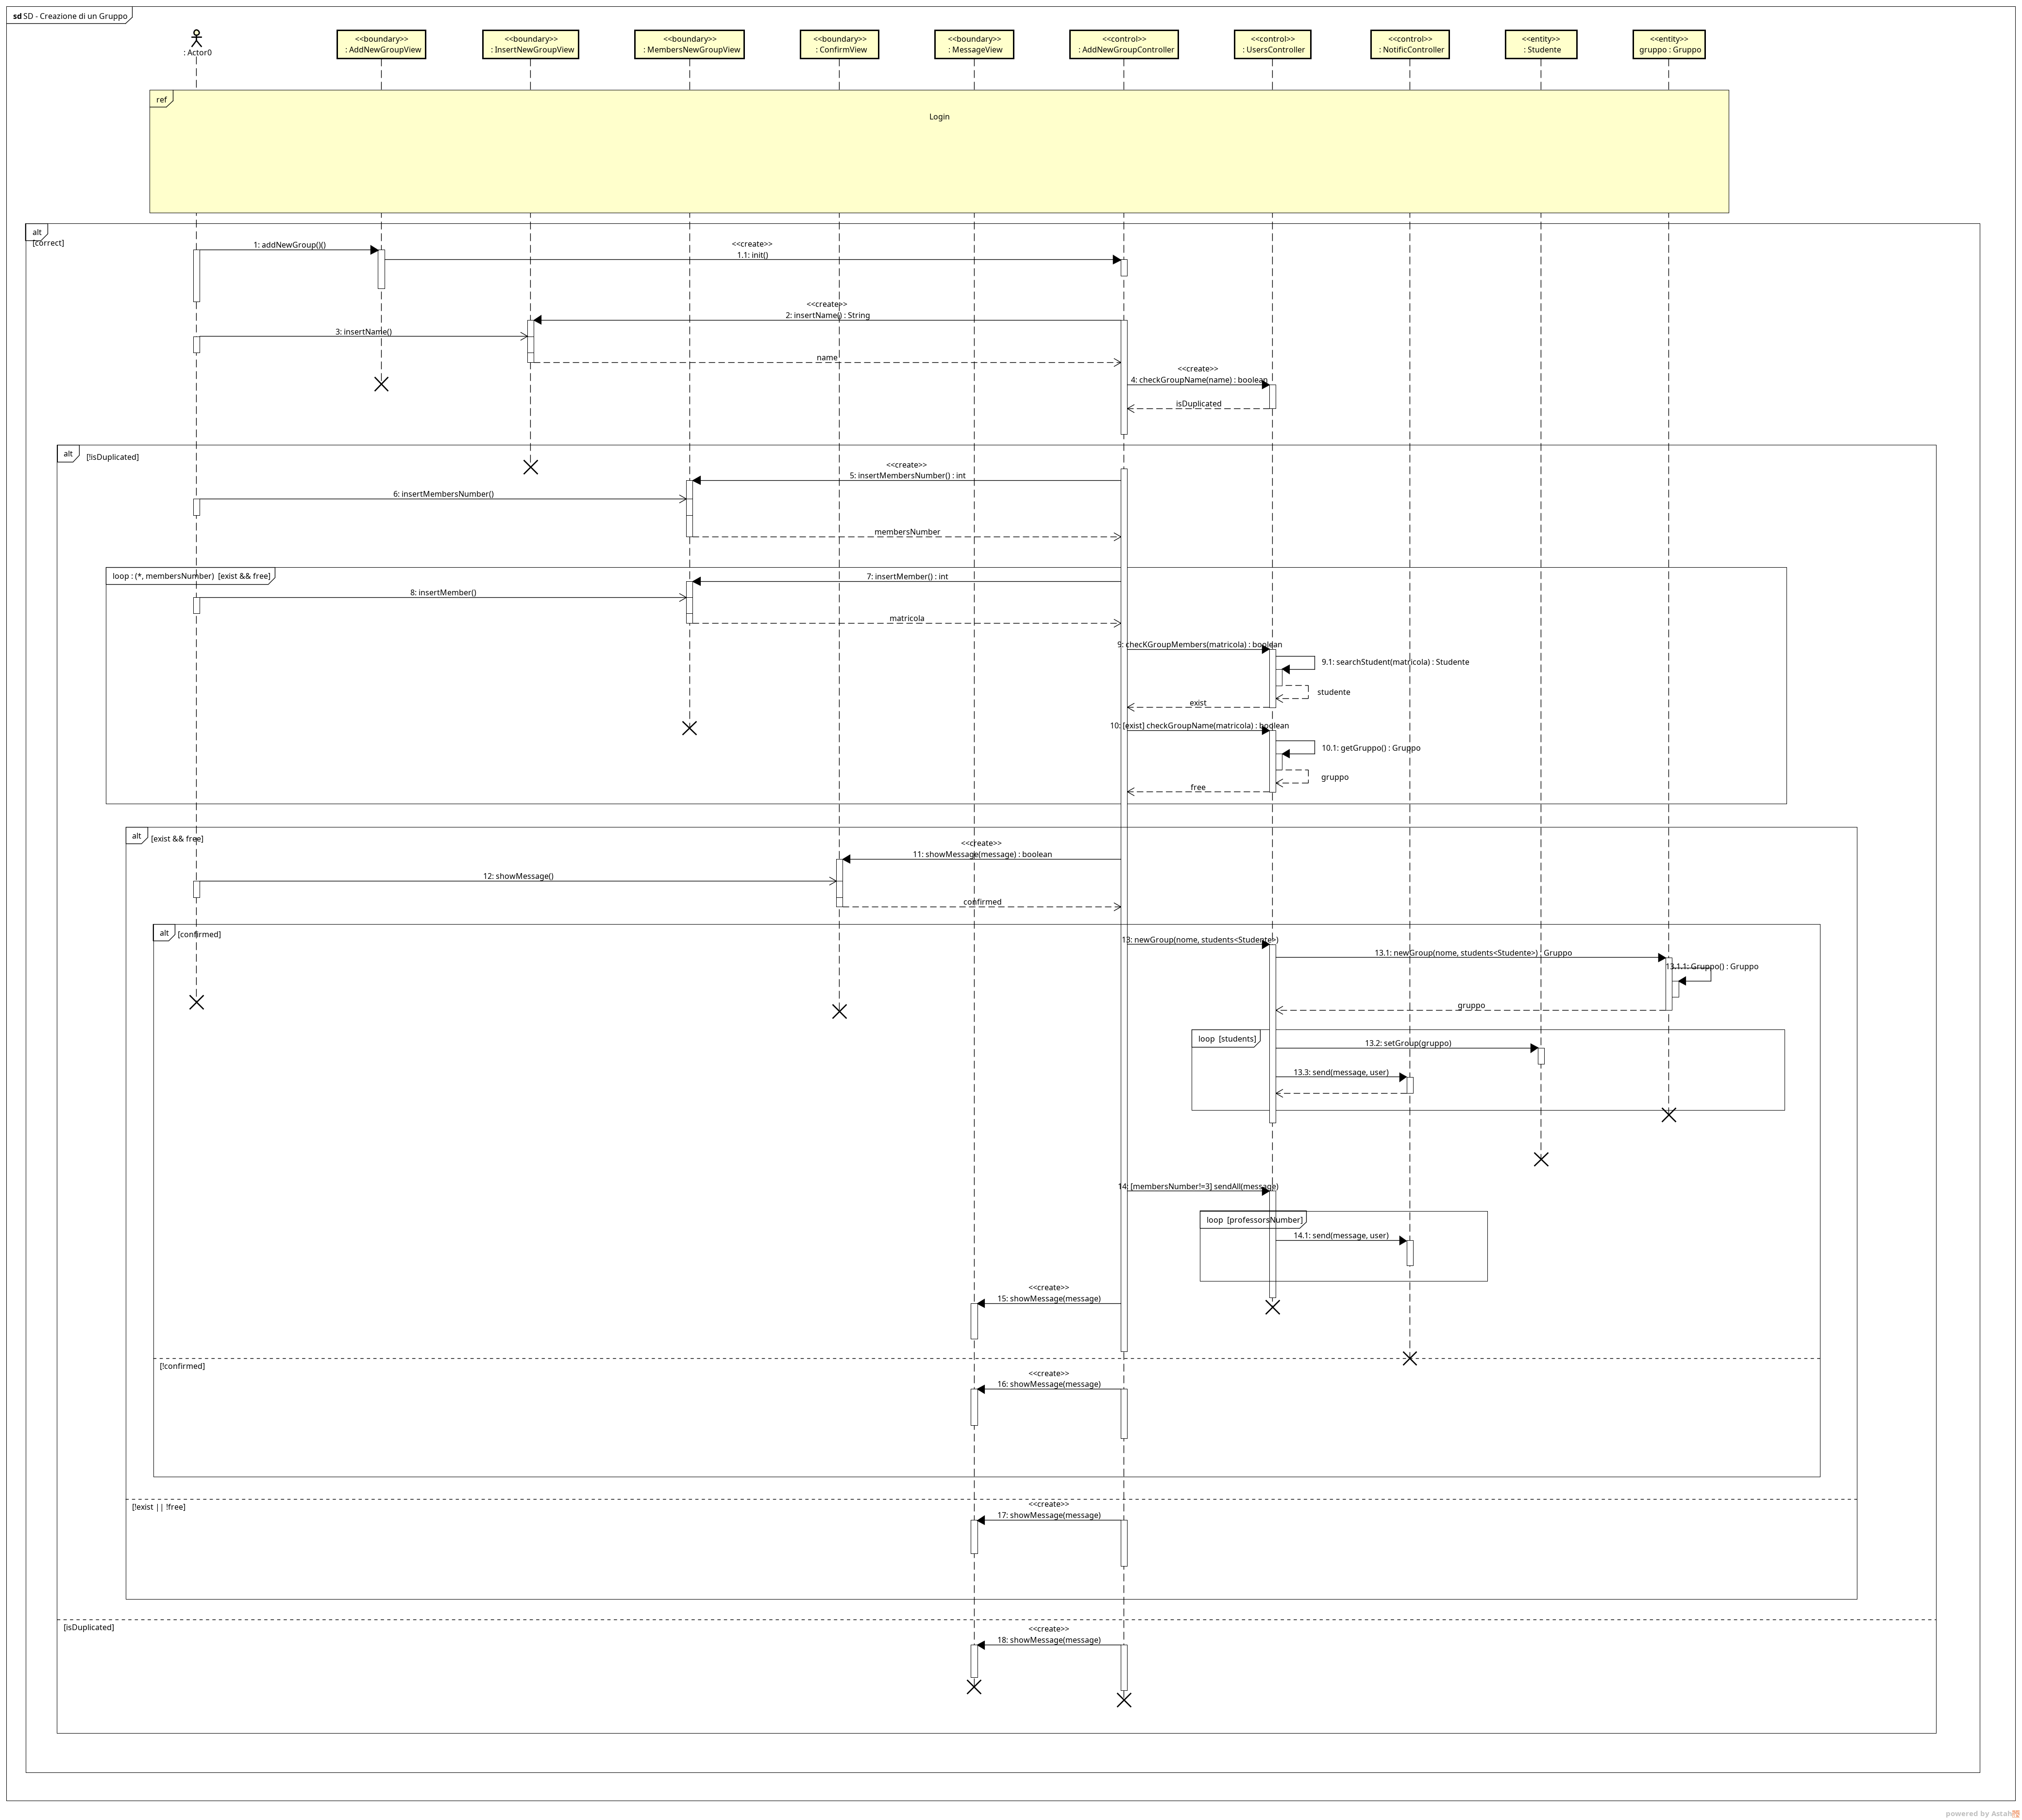 sd SD - Creazione di un Gruppo
: Actor0
<<boundary>>
: AddNewGroupView
<<boundary>>
: InsertNewGroupView
<<boundary>>
: MembersNewGroupView
<<boundary>>
: ConfirmView
<<boundary>>
: MessageView
<<control>>
: AddNewGroupController
<<control>>
: UsersController
<<control>>
: NotificController
<<entity>>
: Studente
<<entity>>
gruppo : Gruppo
ref
Login
alt
[correct]
1: addNewGroup()()
<<create>>
1.1: init()
<<create>>
2: insertName() : String
3: insertName()
name
<<create>>
4: checkGroupName(name) : boolean
isDuplicated
alt
[!isDuplicated]
<<create>>
5: insertMembersNumber() : int
6: insertMembersNumber()
membersNumber
loop : (*, membersNumber) [exist && free]
7: insertMember() : int
8: insertMember()
matricola
9: checKGroupMembers(matricola) : boolean
9.1: searchStudent(matricola) : Studente
studente
exist
10: [exist] checkGroupName(matricola) : boolean
10.1: getGruppo() : Gruppo
gruppo
free
alt
[exist && free]
<<create>>
11: showMessage(message) : boolean
12: showMessage()
confirmed
alt
[confirmed]
13: newGroup(nome, students<Studente>)
13.1: newGroup(nome, students<Studente>) : Gruppo
13.1.1: Gruppo() : Gruppo
gruppo
loop [students]
13.2: setGroup(gruppo)
13.3: send(message, user)
14: [membersNumber!=3] sendAll(message)
loop [professorsNumber]
14.1: send(message, user)
<<create>>
15: showMessage(message)
[!confirmed]
<<create>>
16: showMessage(message)
[!exist || !free]
<<create>>
17: showMessage(message)
[isDuplicated]
<<create>>
18: showMessage(message)
powered by Astah